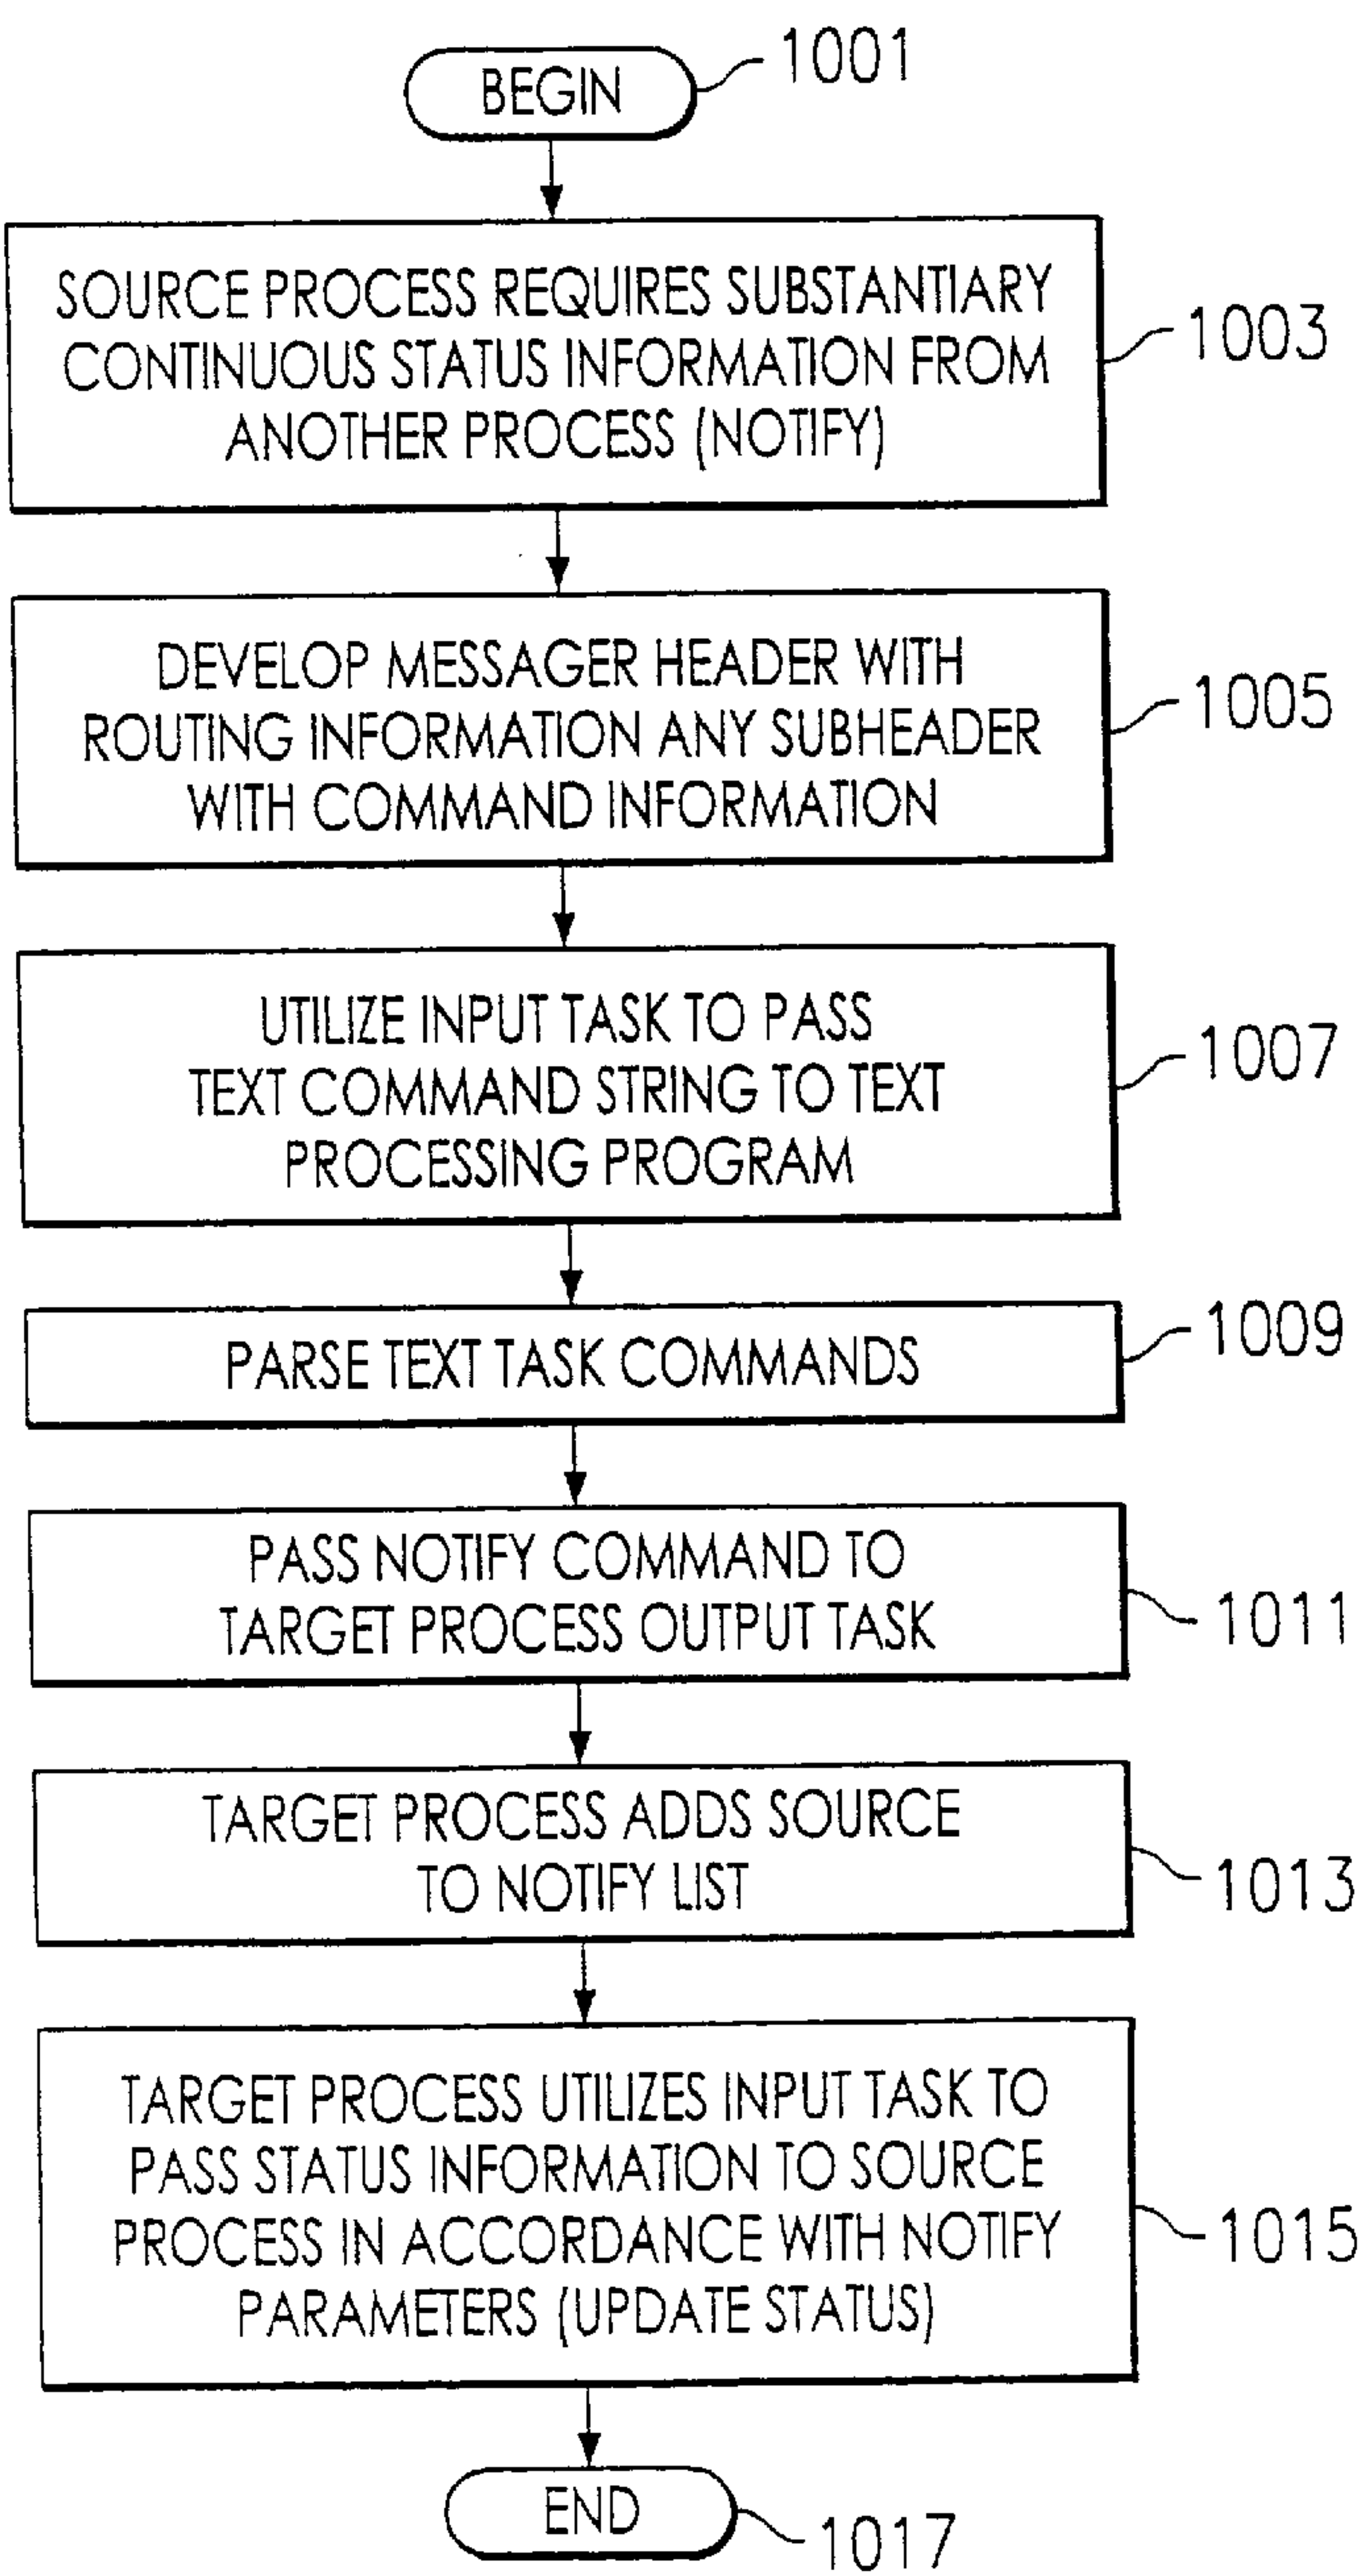 BEGIN
1001
SOURCE PROCESS REQUIRES SUBSTANTIARY
CONTINUOUS STATUS INFORMATION FROM
ANOTHER PROCESS (NOTIFY)
1003
DEVELOP MESSAGER HEADER WITH
ROUTING INFORMATION ANY SUBHEADER
WITH COMMAND INFORMATION
1005
UTILIZE INPUT TASK TO PASS
TEXT COMMAND STRING TO TEXT
PROCESSING PROGRAM
1007
PARSE TEXT TASK COMMANDS
1009
PASS NOTIFY COMMAND TO
TARGET PROCESS OUTPUT TASK
1011
TARGET PROCESS ADDS SOURCE
TO NOTIFY LIST
1013
TARGET PROCESS UTILIZES INPUT TASK TO
PASS STATUS INFORMATION TO SOURCE
PROCESS IN ACCORDANCE WITH NOTIFY
PARAMETERS (UPDATE STATUS)
1015
END
1017